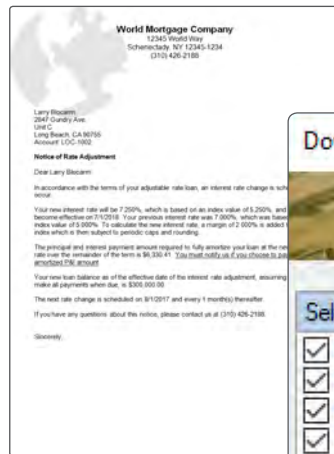 World Mortgage Company
12345 World Way
Schenectady, NY 12345-1234
(310) 426-2188
Larry Blocarm
2847 Gundry Ave.
Unit C
Long Beach, CA 90755
Account: LOC-1002
Notice of Rate Adjustment
Dear Larry Blocarm:
In accordance with the terms of your adjustable rate loan, an interest rate change is sch
occur.
Your new interest rate will be 7.250%, which is based on an index value of 5.250%, and
become effective on 7/1/2018. Your previous interest rate was 7.000%, which was base
index value of 5.000%. To calculate the new interest rate, a margin of 2.000% is added t
index which is then subject to periodic caps and rounding.
The principal and interest payment amount required to fully amortize your loan at the ne
rate over the remainder of the term is $6,330.41. You must notify us if you choose to pa
amortized P&I amount
Your new loan balance as of the effective date of the interest rate adjustment, assuming
make all payments when due, is $300,000.00.
The next rate change is scheduled on 8/1/2017 and every 1 month(s) thereafter.
If you have any questions about this notice, please contact us at (310) 426-2188.
Sincerely,
Do
Sel